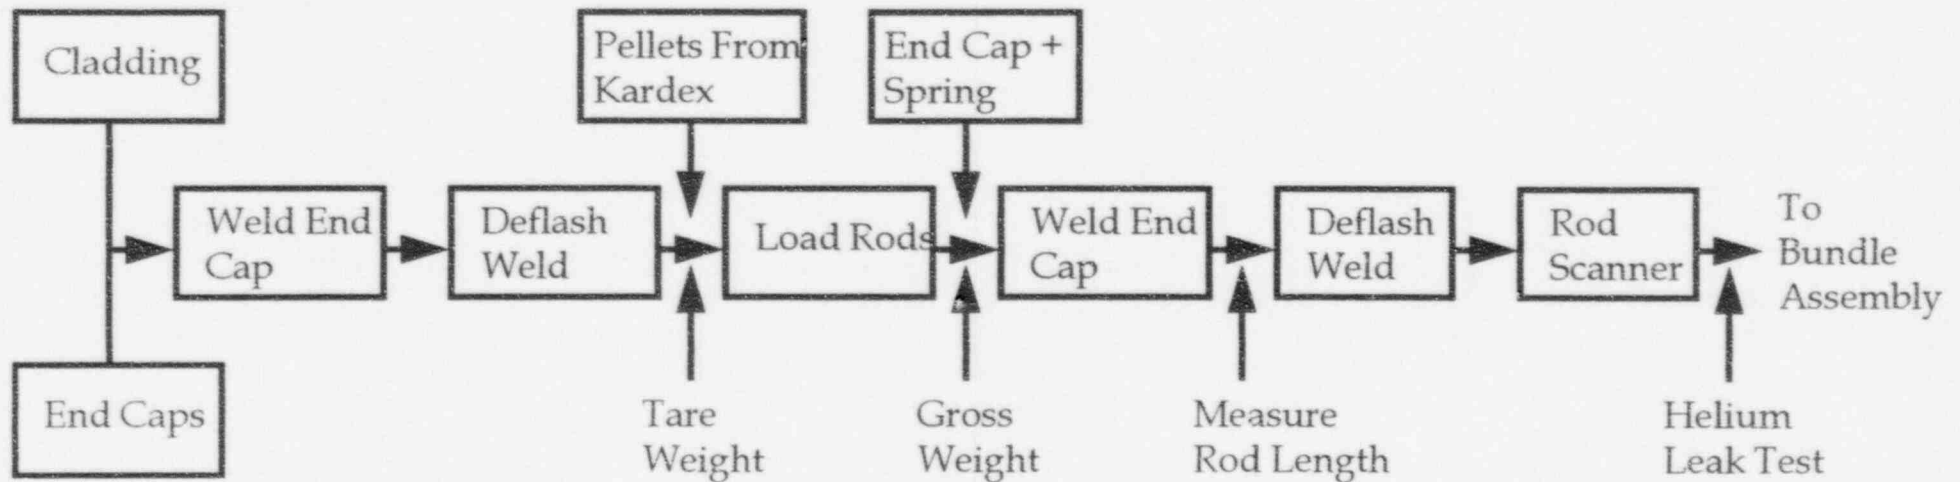 Cladding
Pellets From
Kardex
End Cap +
Spring
Weld End
Cap
Deflash
Weld
Load Rods
Weld End
Cap
Deflash
Weld
Rod
Scanner
To
Bundle
Assembly
End Caps
Tare
Weight
Gross
Weight
Measure
Rod Length
Helium
Leak Test